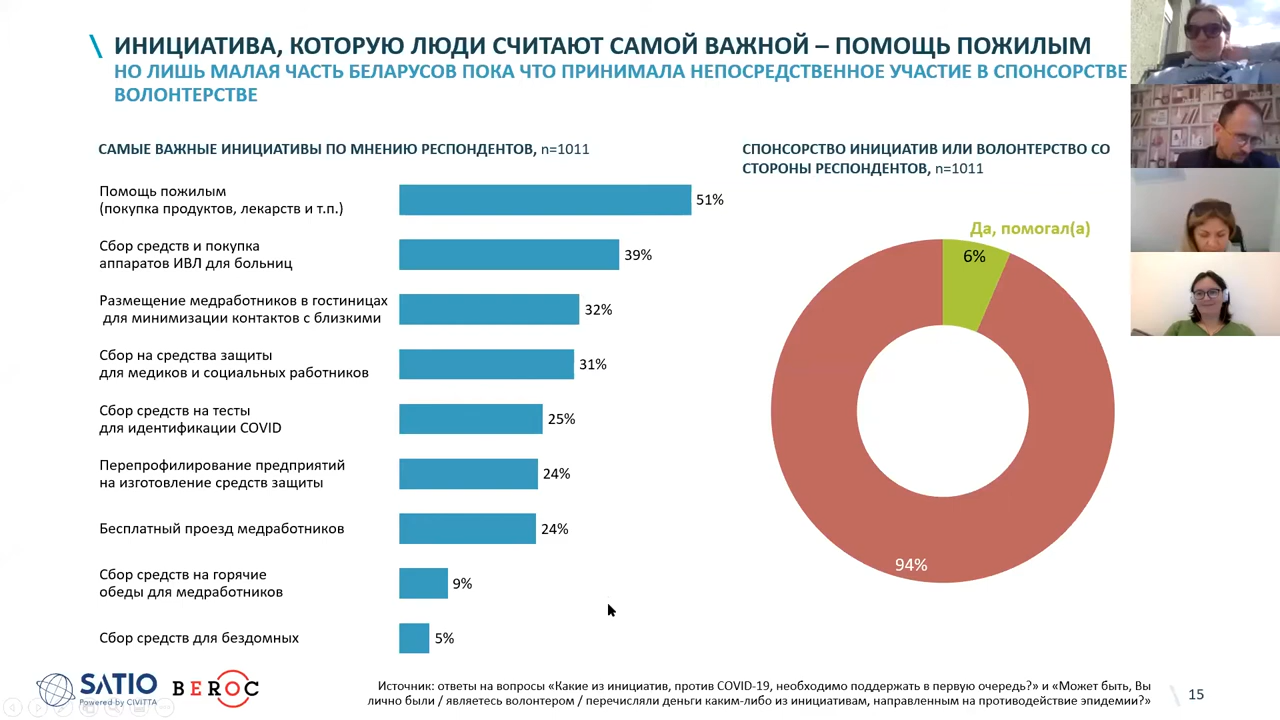 \ ИНИЦИАТИВА, КОТОРУЮ ЛЮДИ СЧИТАЮТ САМОЙ ВАЖНОЙ – ПОМОЩЬ ПОЖИЛЫМ
НО ЛИШЬ МАЛАЯ ЧАСТЬ БЕЛАРУСОВ ПОКА ЧТО ПРИНИМАЛА НЕПОСРЕДСТВЕННОЕ УЧАСТИЕ В СПОНСОРСТВЕ
ВОЛОНТЕРСТВЕ
САМЫЕ ВАЖНЫЕ ИНИЦИАТИВЫ ПО МНЕНИЮ РЕСПОНДЕНТОВ, n=1011
Помощь пожилым
(покупка продуктов, лекарств и т.п.)
51%
Сбор средств и покупка
аппаратов ИВЛ для больниц
39%
Размещение медработников в гостиницах
для минимизации контактов с близкими
32%
Сбор на средства защиты
для медиков и социальных работников
31%
Сбор средств на тесты
для идентификации COVID
25%
Перепрофилирование предприятий
на изготовление средств защиты
24%
Бесплатный проезд медработников
24%
Сбор средств на горячие
обеды для медработников
9%
Сбор средств для бездомных
5%
СПОНСОРСТВО ИНИЦИАТИВ ИЛИ ВОЛОНТЕРСТВО СО
СТОРОНЫ РЕСПОНДЕНТОВ, n=1011
Да, помогал(а)
6%
94%
SATIO
Powered by CIVITTA
BEROC
Источник: ответы на вопросы «Какие из инициатив, против COVID-19, необходимо поддержать в первую очередь?» и «Может быть, Вы
лично были / являетесь волонтером / перечисляли деньги каким-либо из инициативам, направленным на противодействие эпидемии?»
\ 15